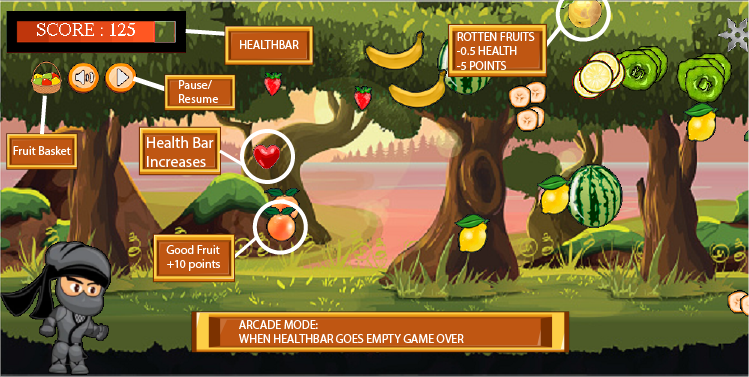 SCORE : 125
HEALTHBAR
ROTTEN FRUITS
-0.5 HEALTH
-5 POINTS
Pause/
Resume
Fruit Basket
Health Bar
Increases
Good Fruit
+10 points
ARCADE MODE:
WHEN HEALTHBAR GOES EMPTY GAME OVER